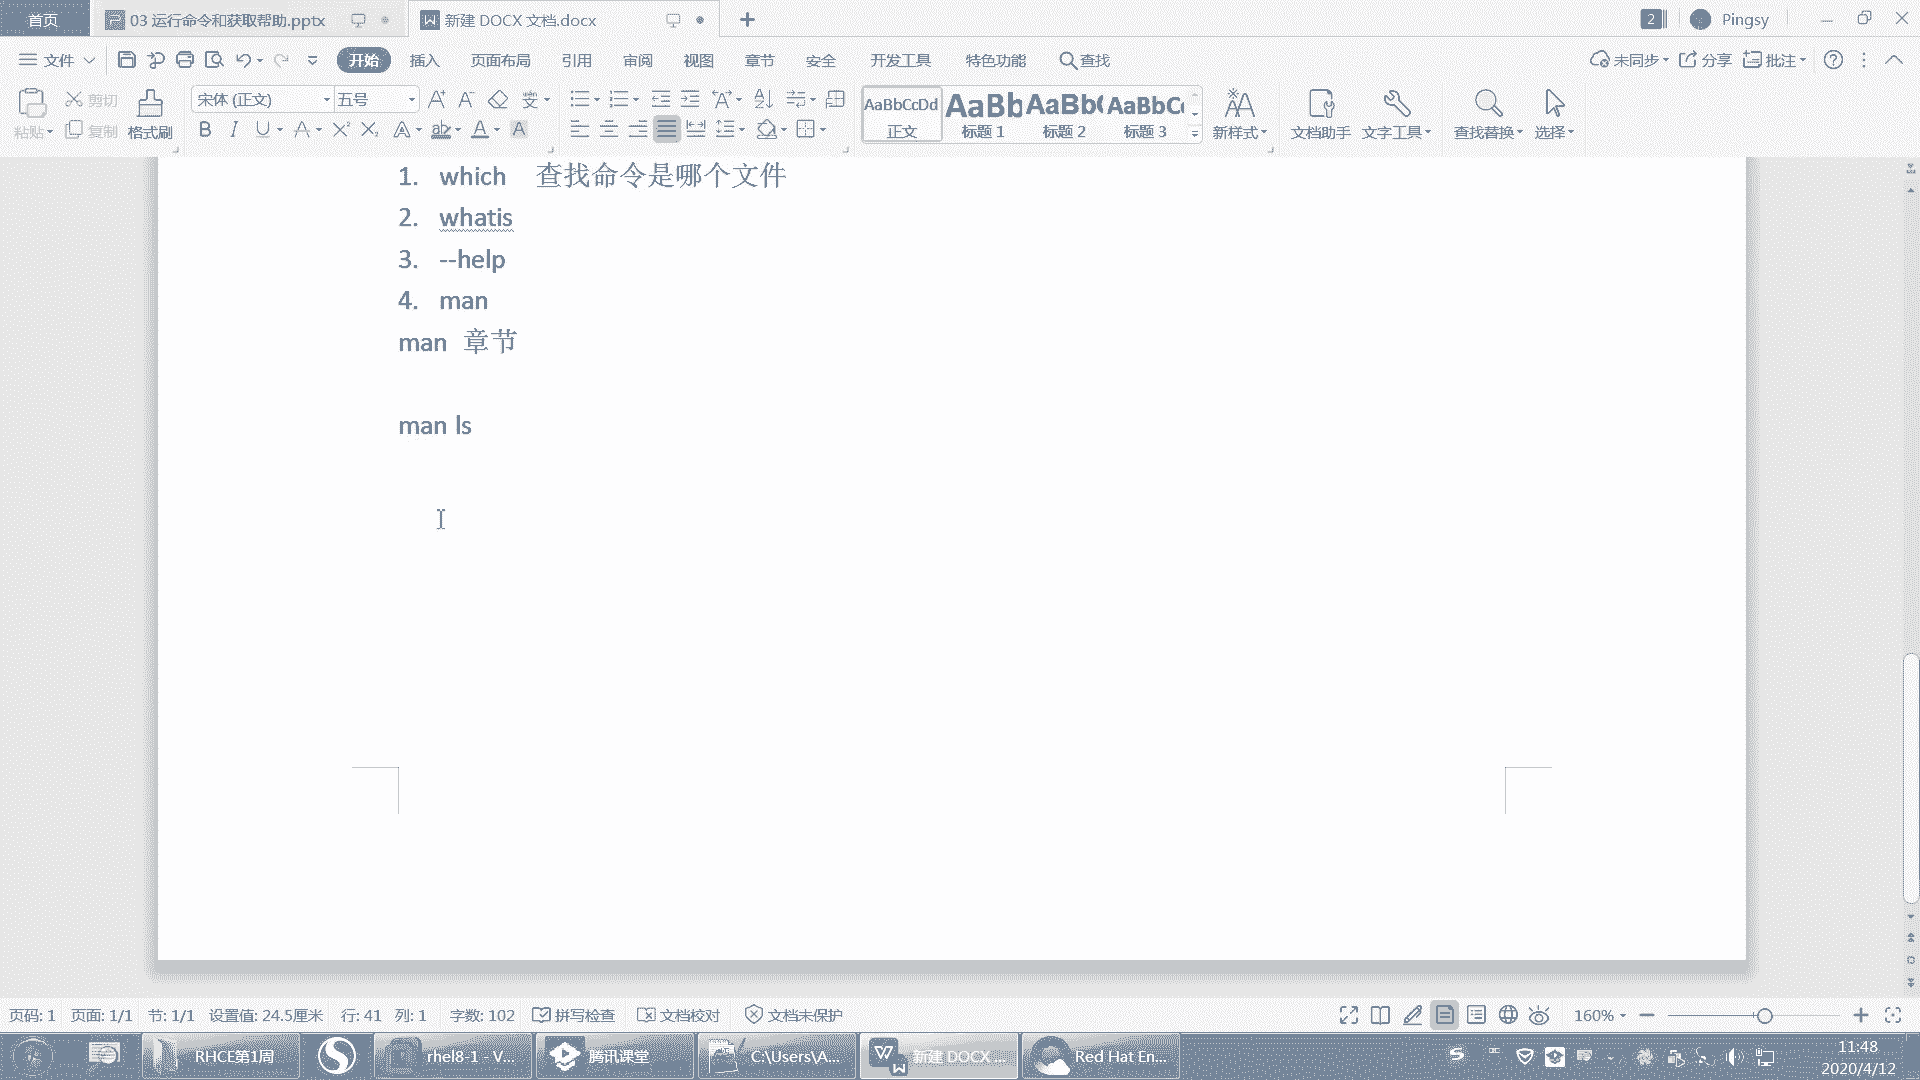 首页
03 运行命令和获取帮助.pptx
新建 DOCX 文档.docx
2
Pingsy
文件
开始
插入
页面布局
引用
审阅
视图
章节
安全
开发工具
特色功能
查找
未同步
分享
批注
粘贴
剪切
复制
格式刷
宋体 (正文)
五号
AaBbCcDd
正文
AaBb
标题 1
AaBb(
标题 2
AaBbC
标题 3
新样式
文档助手
文字工具
查找替换
选择
1. which 查找命令是哪个文件
2. whatis
3. --help
4. man
man 章节
man ls
页码: 1 页面: 1/1 节: 1/1 设置值: 24.5厘米 行: 41 列: 1 字数: 102 拼写检查 文档校对 文档未保护
160%
RHCE第1周
rhel8-1 - V...
腾讯课堂
C:\Users\A...
新建 DOCX ...
Red Hat En...
11:48
2020/4/12